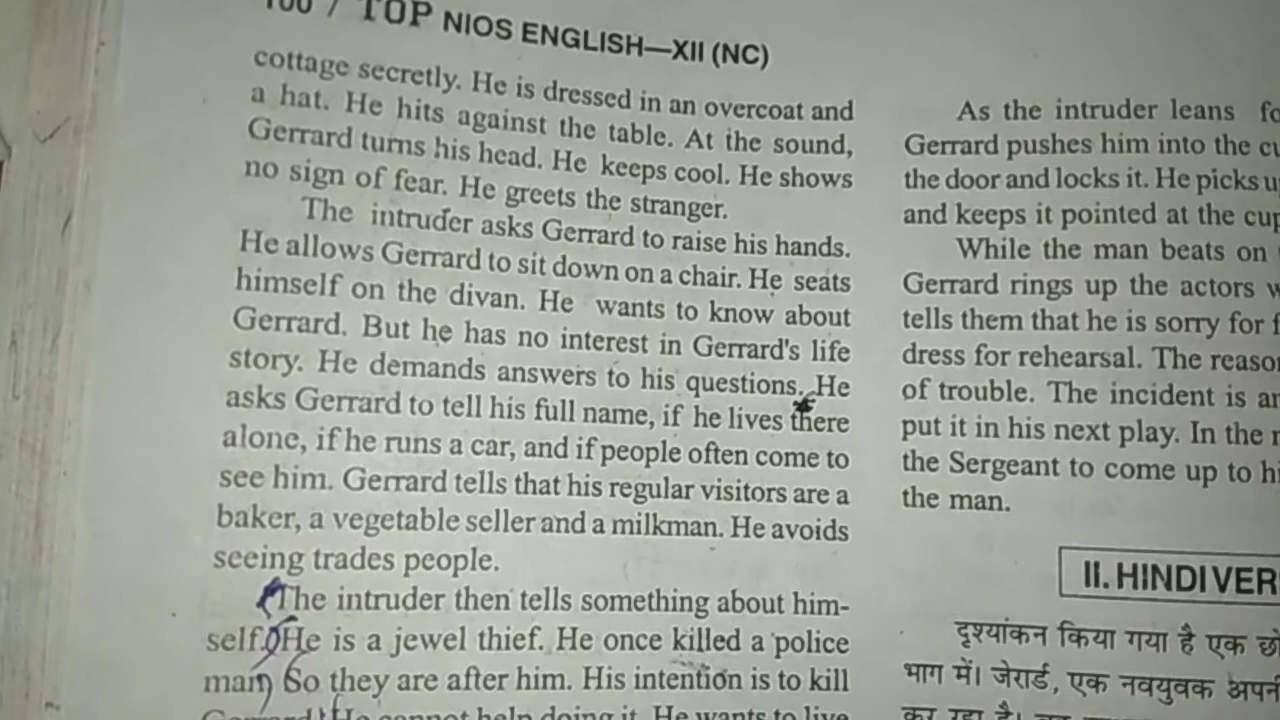 TOP NIOS ENGLISH—XII (NC)
cottage secretly. He is dressed in an overcoat and
a hat. He hits against the table. At the sound,
Gerrard turns his head. He keeps cool. He shows
no sign of fear. He greets the stranger.
The intruder asks Gerrard to raise his hands.
He allows Gerrard to sit down on a chair. He seats
himself on the divan. He wants to know about
Gerrard. But he has no interest in Gerrard's life
story. He demands answers to his questions. He
asks Gerrard to tell his full name, if he lives there
alone, if he runs a car, and if people often come to
see him. Gerrard tells that his regular visitors are a
baker, a vegetable seller and a milkman. He avoids
seeing trades people.
The intruder then tells something about him-
self. He is a jewel thief. He once killed a police
man. So they are after him. His intention is to kill
He cannot help doing it. He wants to live
As the intruder leans
Gerrard pushes him into the
the door and locks it. He picks
and keeps it pointed at the
While the man beats on
Gerrard rings up the actors
tells them that he is sorry for
dress for rehearsal. The
of trouble. The incident is
put it in his next play. In the
the Sergeant to come up to
the man.
II. HINDI
दृश्यांकन किया गया है एक
भाग में। जेरार्ड, एक नवयुवक
कर रहा है।